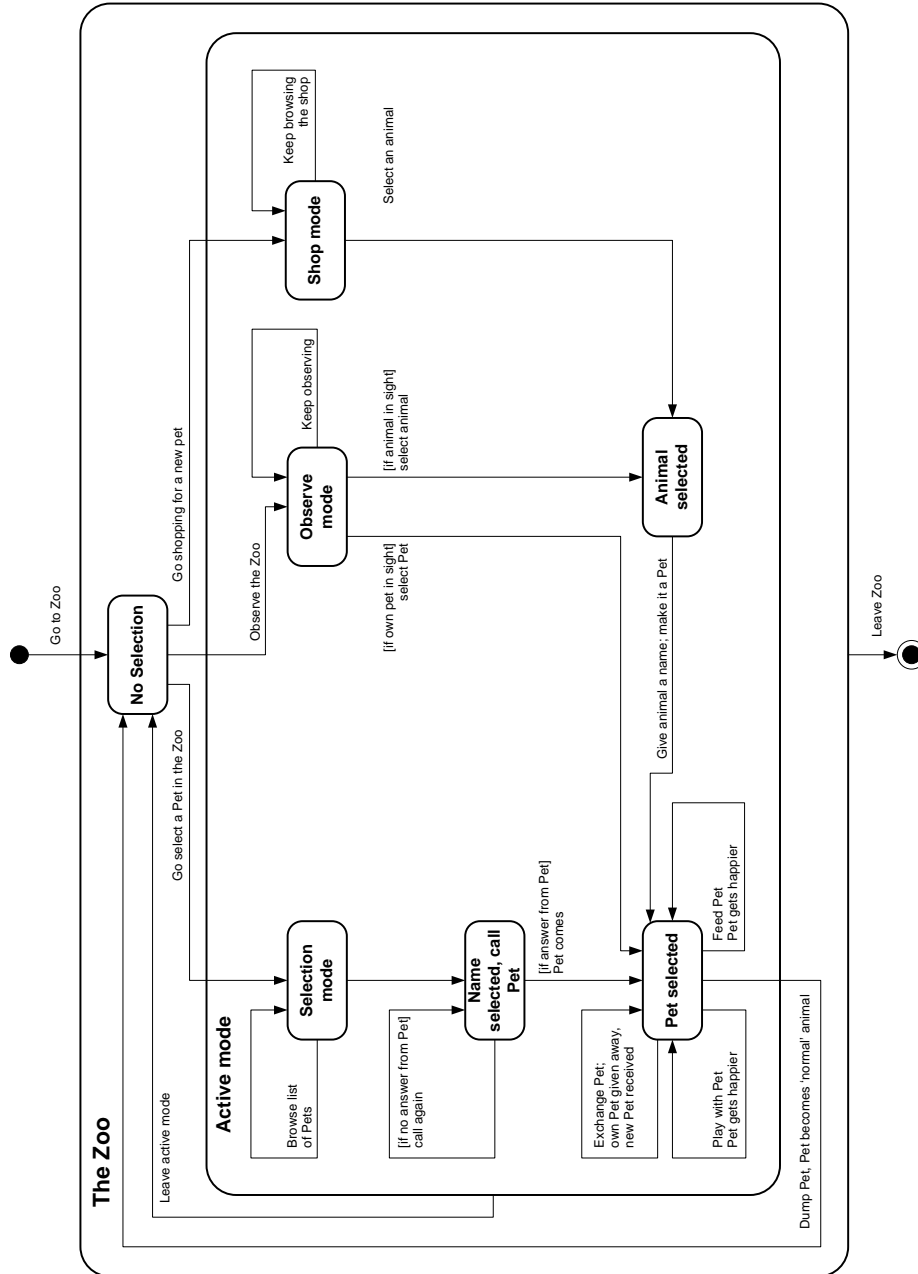 The Zoo
Go to Zoo
No Selection
Leave active mode
Go select a Pet in the Zoo
Observe the Zoo
Go shopping for a new pet
Active mode
Browse list
of Pets
Selection
mode
Keep observing
Observe
mode
Keep browsing
the shop
Shop mode
[if no answer from Pet]
call again
Name
selected, call
Pet
[if own pet in sight]
select Pet
[if animal in sight]
select animal
Select an animal
[if answer from Pet]
Pet comes
Exchange Pet;
own Pet given away,
new Pet received
Pet selected
Give animal a name; make it a Pet
Animal
selected
Play with Pet
Pet gets happier
Feed Pet
Pet gets happier
Dump Pet, Pet becomes ‘normal’ animal
Leave Zoo